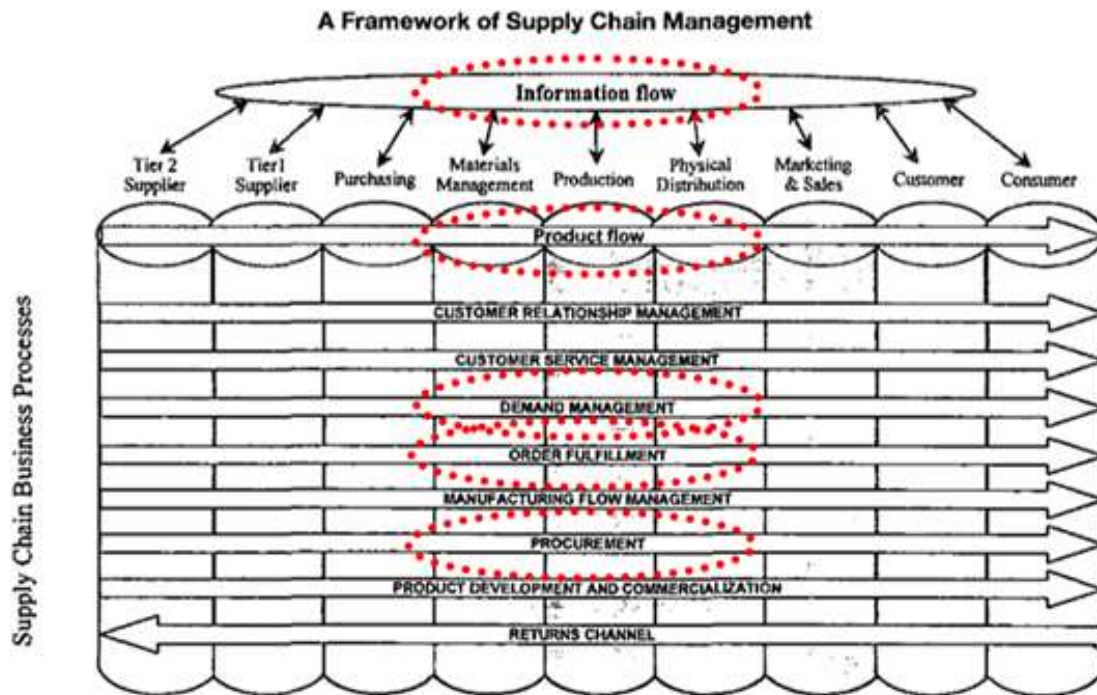 A Framework of Supply Chain Management
Information flow
Tier 2
Supplier
Tier1
Supplier
Purchasing
Materials
Management
Production
Physical
Distribution
Marketing
& Sales
Customer
Consumer
Product flow
Supply Chain Business Processes
CUSTOMER RELATIONSHIP MANAGEMENT
CUSTOMER SERVICE MANAGEMENT
DEMAND MANAGEMENT
ORDER FULFILLMENT
MANUFACTURING FLOW MANAGEMENT
PROCUREMENT
PRODUCT DEVELOPMENT AND COMMERCIALIZATION
RETURNS CHANNEL